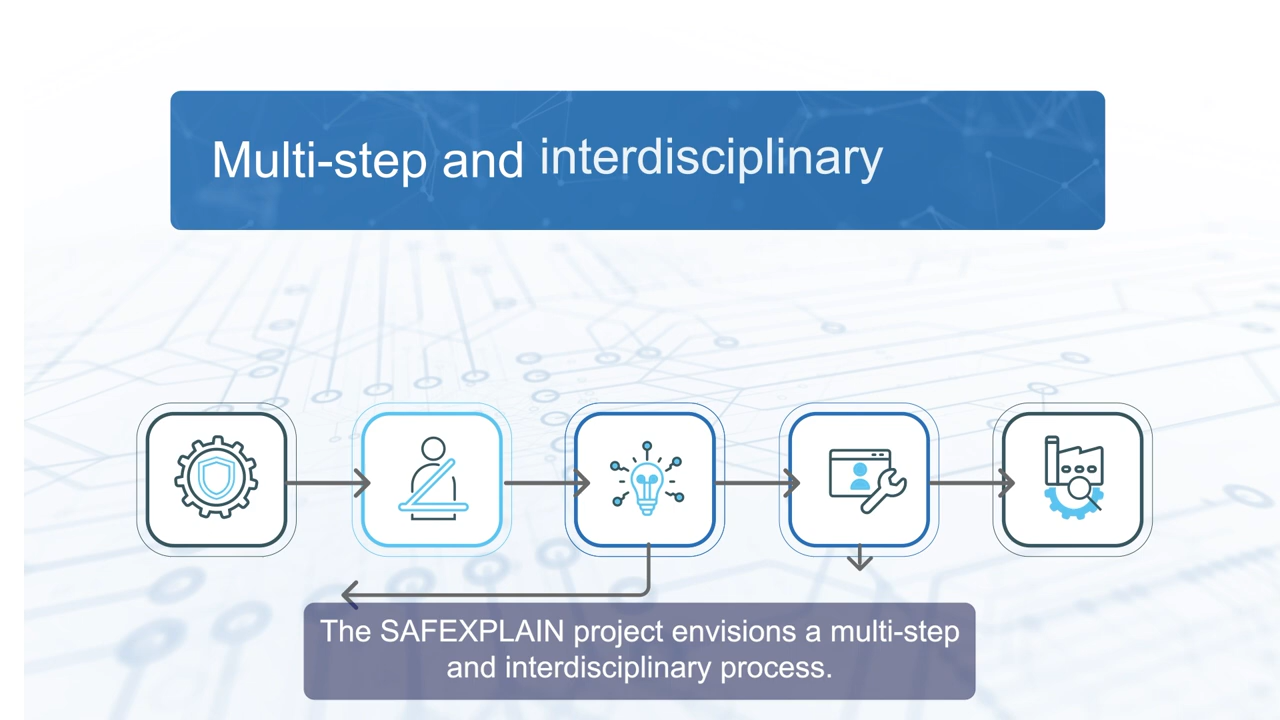 Multi-step and interdisciplinary
The SAFEXPLAIN project envisions a multi-step
and interdisciplinary process.